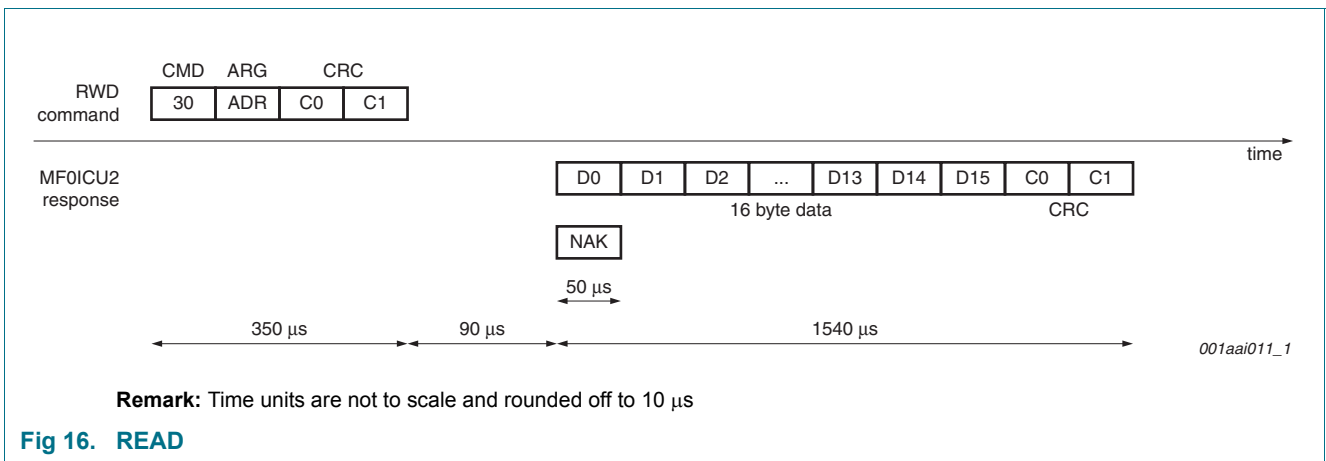 CMD ARG CRC
RWD command 30 ADR C0 C1
time
MF0ICU2 response D0 D1 D2 ... D13 D14 D15 C0 C1
16 byte data CRC
NAK
50 μs
350 μs 90 μs 1540 μs
001aai011_1
Remark: Time units are not to scale and rounded off to 10 μs
Fig 16. READ